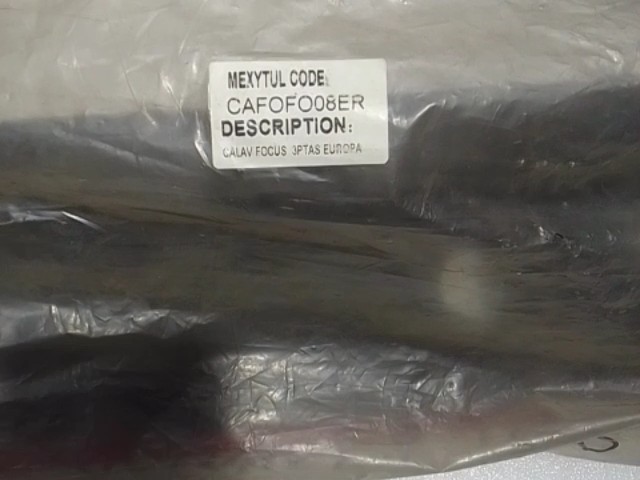 MEXYTUL CODE:
CAFOFO08ER
DESCRIPTION:
CALAV FOCUS 3PTAS EUROPA